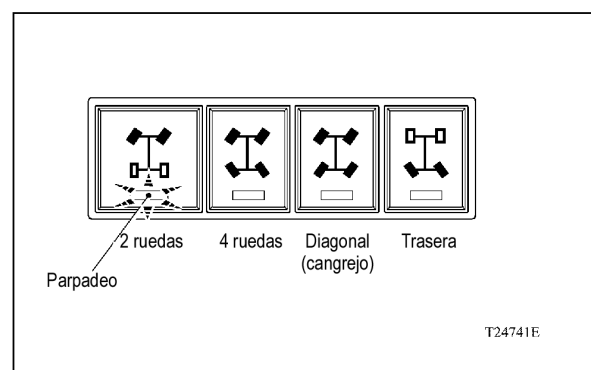 2 ruedas
4 ruedas
Diagonal
(cangrejo)
Trasera
Parpadeo
T24741E